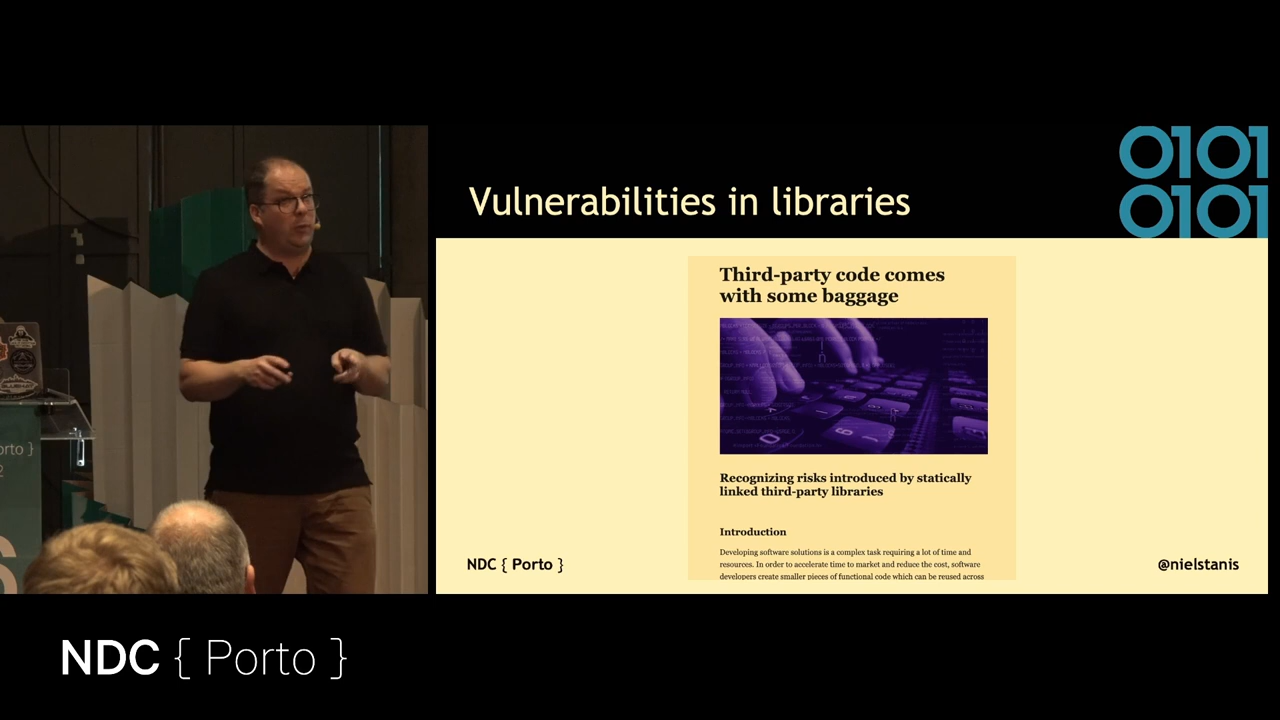 0101
0101
Vulnerabilities in libraries
Third-party code comes
with some baggage
Recognizing risks introduced by statically
linked third-party libraries
Introduction
Developing software solutions is a complex task requiring a lot of time and
resources. In order to accelerate time to market and reduce the cost, software
developers create smaller pieces of functional code which can be reused across
NDC { Porto }
@nielstanis
orto }
2
S
NDC { Porto }